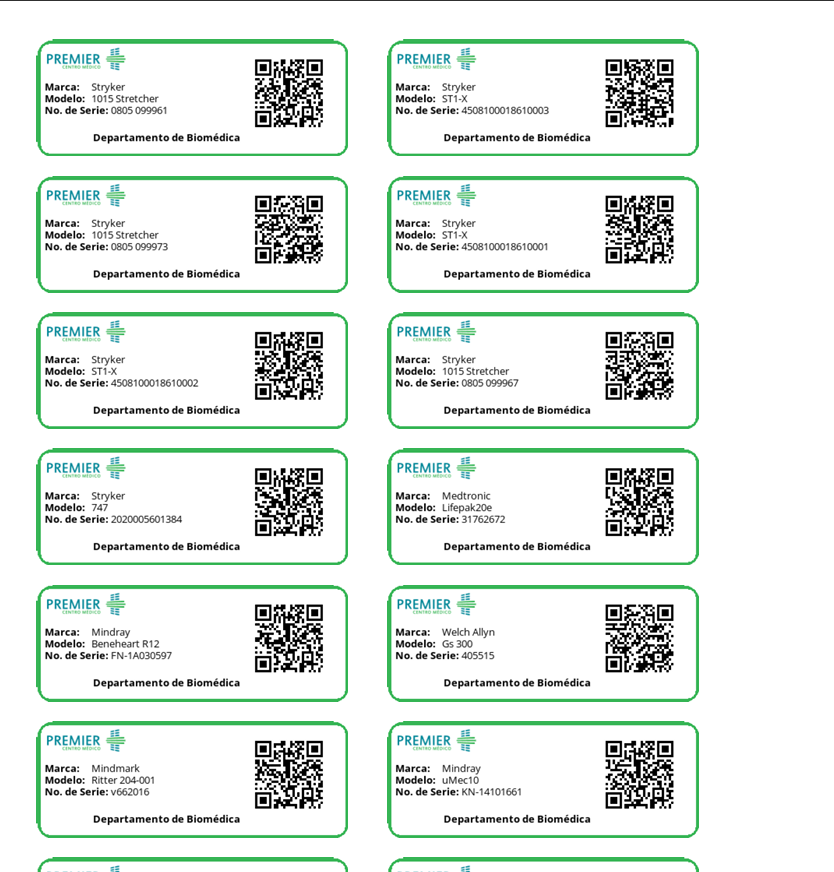 PREMIER
CENTRO MÉDICO
Marca: Stryker
Modelo: 1015 Stretcher
No. de Serie: 0805 099961
Departamento de Biomédica
PREMIER
CENTRO MÉDICO
Marca: Stryker
Modelo: ST1-X
No. de Serie: 4508100018610003
Departamento de Biomédica
PREMIER
CENTRO MÉDICO
Marca: Stryker
Modelo: 1015 Stretcher
No. de Serie: 0805 099973
Departamento de Biomédica
PREMIER
CENTRO MÉDICO
Marca: Stryker
Modelo: ST1-X
No. de Serie: 4508100018610001
Departamento de Biomédica
PREMIER
CENTRO MÉDICO
Marca: Stryker
Modelo: ST1-X
No. de Serie: 4508100018610002
Departamento de Biomédica
PREMIER
CENTRO MÉDICO
Marca: Stryker
Modelo: 1015 Stretcher
No. de Serie: 0805 099967
Departamento de Biomédica
PREMIER
CENTRO MÉDICO
Marca: Stryker
Modelo: 747
No. de Serie: 2020005601384
Departamento de Biomédica
PREMIER
CENTRO MÉDICO
Marca: Medtronic
Modelo: Lifepak20e
No. de Serie: 31762672
Departamento de Biomédica
PREMIER
CENTRO MÉDICO
Marca: Mindray
Modelo: Beneheart R12
No. de Serie: FN-1A030597
Departamento de Biomédica
PREMIER
CENTRO MÉDICO
Marca: Welch Allyn
Modelo: Gs 300
No. de Serie: 405515
Departamento de Biomédica
PREMIER
CENTRO MÉDICO
Marca: Mindmark
Modelo: Ritter 204-001
No. de Serie: v662016
Departamento de Biomédica
PREMIER
CENTRO MÉDICO
Marca: Mindray
Modelo: uMec10
No. de Serie: KN-14101661
Departamento de Biomédica